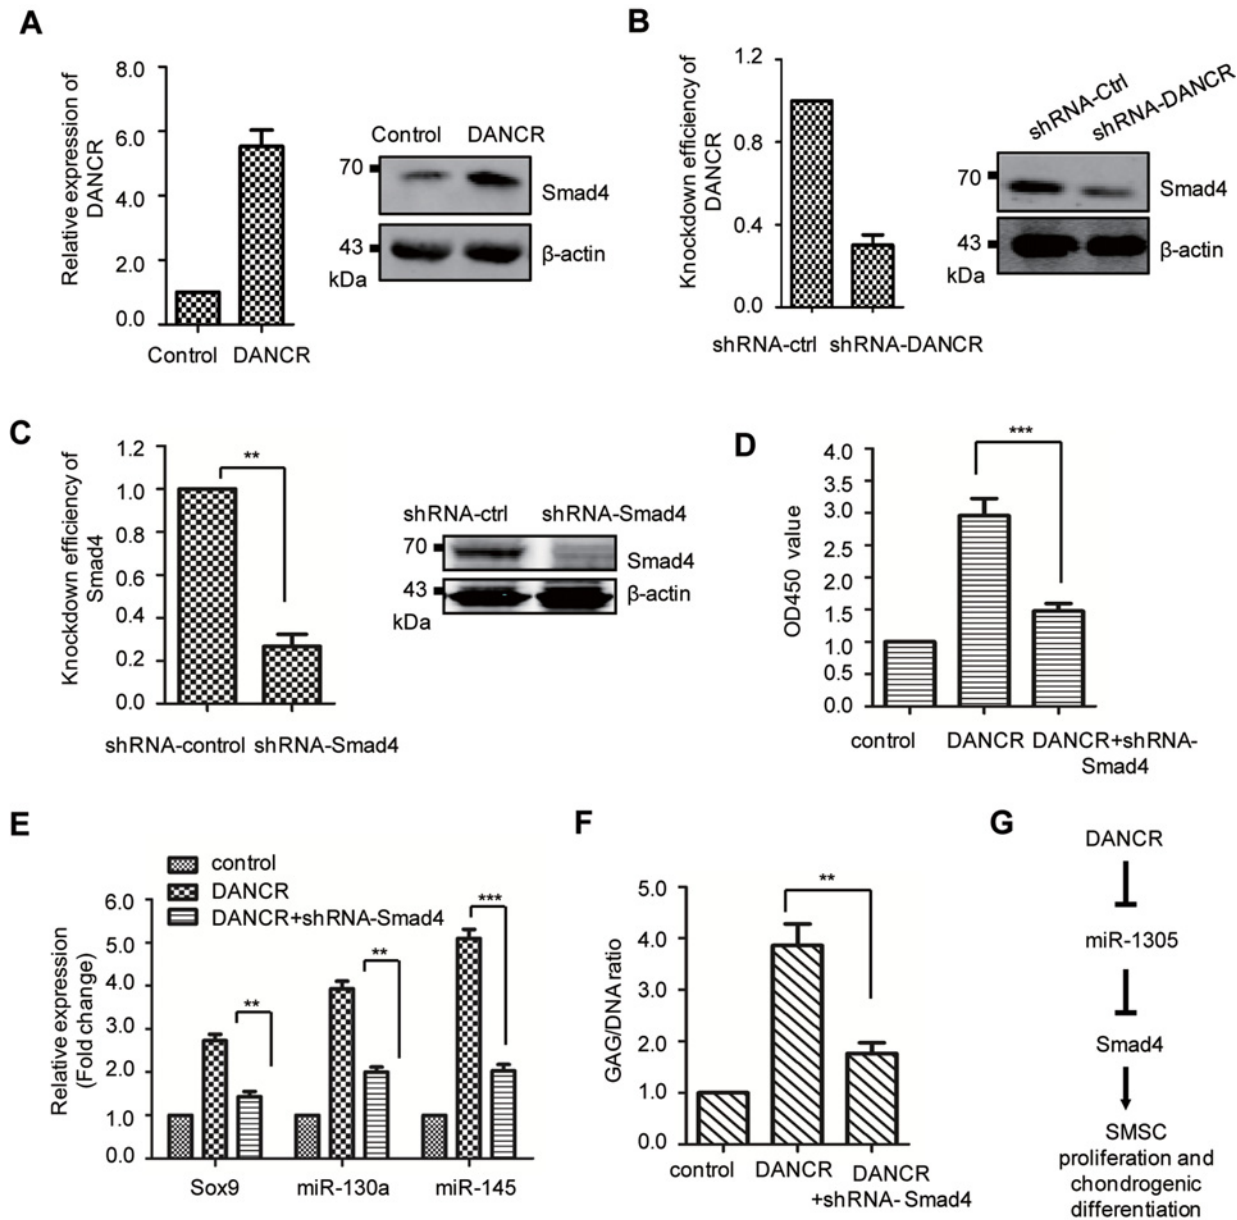 A
Relative expression of
DANCR
8.0
6.0
4.0
2.0
0.0
Control DANCR
Control DANCR
70
Smad4
43
β-actin
kDa
B
Knockdown efficiency of
DANCR
1.2
0.8
0.4
0.0
shRNA-ctrl shRNA-DANCR
shRNA-Ctrl
shRNA-DANCR
70
Smad4
43
β-actin
kDa
C
Knockdown efficiency of
Smad4
1.2
1.0
0.8
0.6
0.4
0.2
0.0
**
shRNA-control shRNA-Smad4
shRNA-ctrl shRNA-Smad4
70
Smad4
43
β-actin
kDa
D
OD450 value
4.0
3.5
3.0
2.5
2.0
1.5
1.0
0.5
0.0
***
control DANCR DANCR+shRNA-
Smad4
E
control
DANCR
DANCR+shRNA-Smad4
Relative expression
(Fold change)
6.0
5.0
4.0
3.0
2.0
1.0
0.0
**
**
***
Sox9 miR-130a miR-145
F
GAG/DNA ratio
5.0
4.0
3.0
2.0
1.0
0.0
**
control DANCR DANCR
+shRNA- Smad4
G
DANCR
miR-1305
Smad4
SMSC
proliferation and
chondrogenic
differentiation